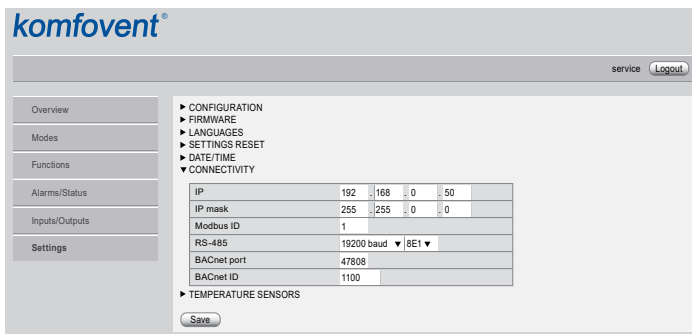 komfovent®
service Logout
Overview
Modes
Functions
Alarms/Status
Inputs/Outputs
Settings
► CONFIGURATION
► FIRMWARE
► LANGUAGES
► SETTINGS RESET
► DATE/TIME
▼ CONNECTIVITY
IP 192 . 168 . 0 . 50
IP mask 255 . 255 . 0 . 0
Modbus ID 1
RS-485 19200 baud ▼ 8E1 ▼
BACnet port 47808
BACnet ID 1100
► TEMPERATURE SENSORS
Save